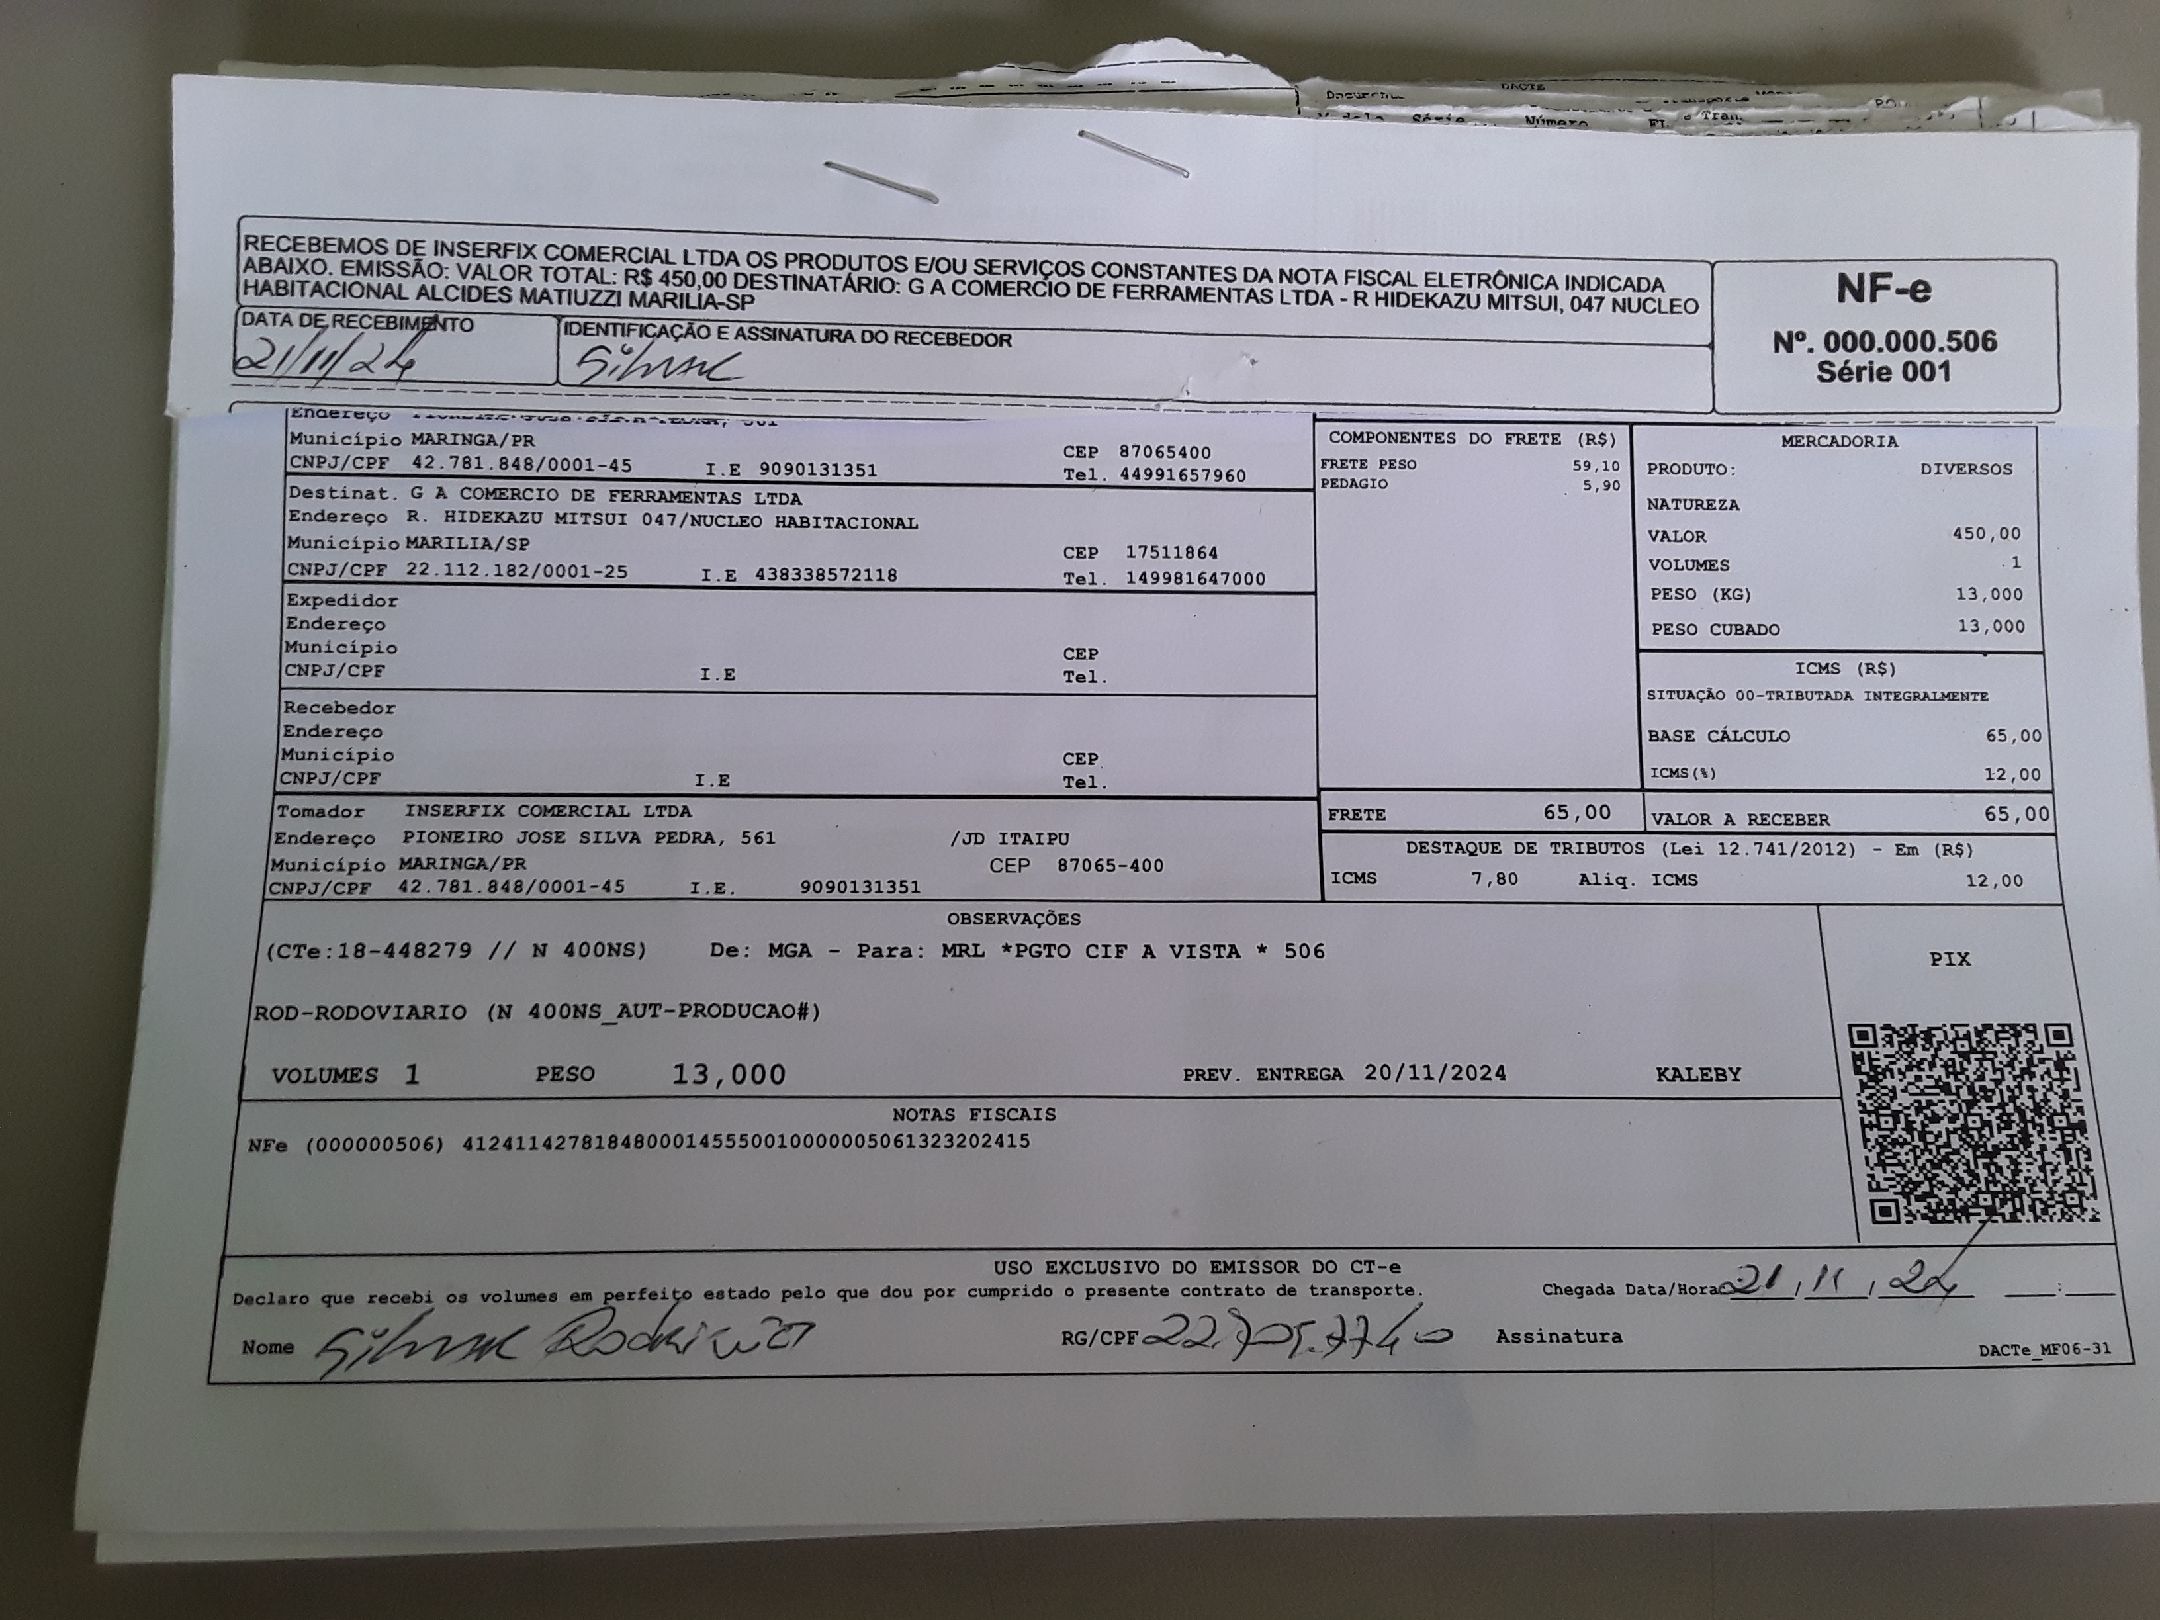 Documento DACTE
Série Número
RECEBEMOS DE INSERFIX COMERCIAL LTDA OS PRODUTOS E/OU SERVIÇOS CONSTANTES DA NOTA FISCAL ELETRÔNICA INDICADA
ABAIXO. EMISSÃO: VALOR TOTAL: R$ 450,00 DESTINATÁRIO: G A COMERCIO DE FERRAMENTAS LTDA - R HIDEKAZU MITSUI, 047 NUCLEO
HABITACIONAL ALCIDES MATIUZZI MARILIA-SP
DATA DE RECEBIMENTO
21/11/24
IDENTIFICAÇÃO E ASSINATURA DO RECEBEDOR
NF-e
Nº. 000.000.506
Série 001
Endereço
Município MARINGA/PR CEP 87065400
CNPJ/CPF 42.781.848/0001-45 I.E 9090131351 Tel. 44991657960
Destinat. G A COMERCIO DE FERRAMENTAS LTDA
Endereço R. HIDEKAZU MITSUI 047/NUCLEO HABITACIONAL
Município MARILIA/SP CEP 17511864
CNPJ/CPF 22.112.182/0001-25 I.E 438338572118 Tel. 149981647000
Expedidor
Endereço
Município CEP
CNPJ/CPF I.E Tel.
Recebedor
Endereço
Município CEP
CNPJ/CPF I.E Tel.
Tomador INSERFIX COMERCIAL LTDA
Endereço PIONEIRO JOSE SILVA PEDRA, 561 /JD ITAIPU
Município MARINGA/PR CEP 87065-400
CNPJ/CPF 42.781.848/0001-45 I.E. 9090131351
COMPONENTES DO FRETE (R$)
FRETE PESO 59,10
PEDAGIO 5,90
MERCADORIA
PRODUTO: DIVERSOS
NATUREZA
VALOR 450,00
VOLUMES 1
PESO (KG) 13,000
PESO CUBADO 13,000
ICMS (R$)
SITUAÇÃO 00-TRIBUTADA INTEGRALMENTE
BASE CÁLCULO 65,00
ICMS(%) 12,00
FRETE 65,00 VALOR A RECEBER 65,00
DESTAQUE DE TRIBUTOS (Lei 12.741/2012) - Em (R$)
ICMS 7,80 Aliq. ICMS 12,00
OBSERVAÇÕES
(CTe:18-448279 // N 400NS) De: MGA - Para: MRL *PGTO CIF A VISTA * 506
ROD-RODOVIARIO (N 400NS_AUT-PRODUCAO#)
VOLUMES 1 PESO 13,000 PREV. ENTREGA 20/11/2024 KALEBY
PIX
NOTAS FISCAIS
NFe (000000506) 41241142781848000145550010000005061323202415
USO EXCLUSIVO DO EMISSOR DO CT-e
Declaro que recebi os volumes em perfeito estado pelo que dou por cumprido o presente contrato de transporte. Chegada Data/Hora 21/11/24 :
Nome RG/CPF Assinatura
DACTe_MF06-31